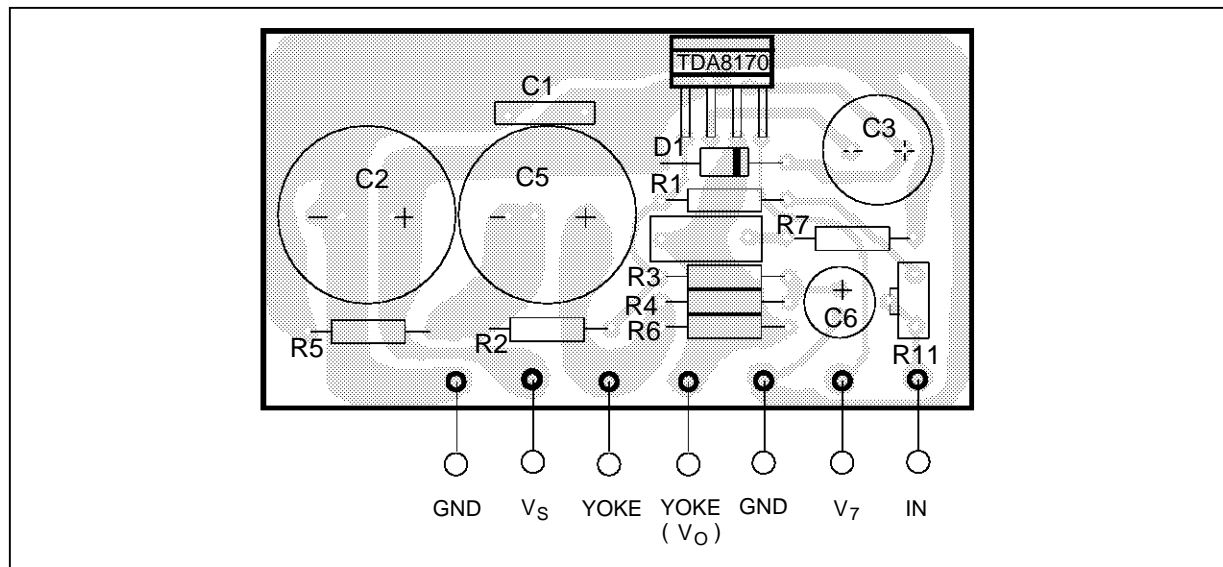 TDA8170
C1
C3
D1
C2
C5
R1
- +
- +
R7
R3
R4
R6
+
C6
R5
R2
R11
GND VS YOKE YOKE GND V7 IN
( VO )